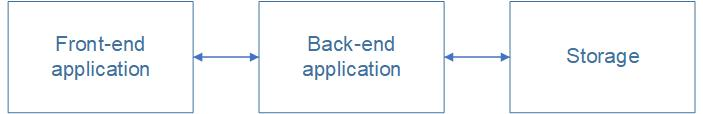 Front-end
application
Back-end
application
Storage